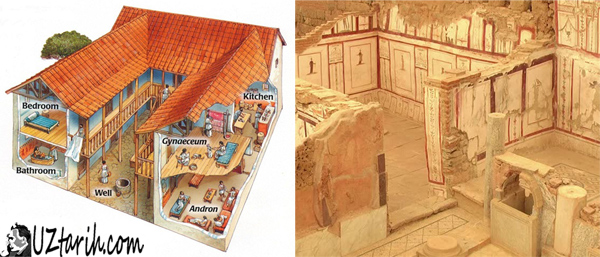 Bedroom
Kitchen
Gynaeceum
Bathroom
Well
Andron
UZtarih.com